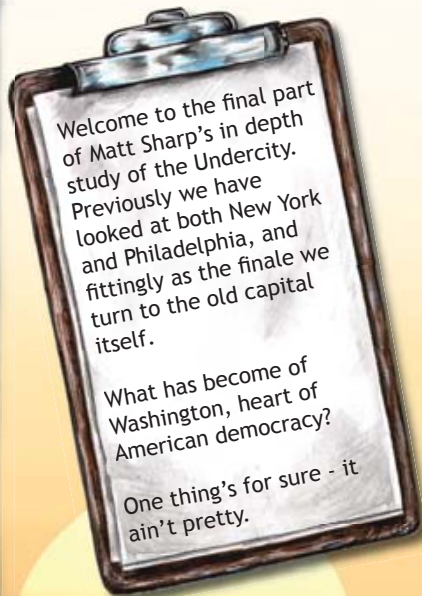 Welcome to the final part
of Matt Sharp's in depth
study of the Undercity.
Previously we have
looked at both New York
and Philadelphia, and
fittingly as the finale we
turn to the old capital
itself.
What has become of
Washington, heart of
American democracy?
One thing's for sure - it
ain't pretty.